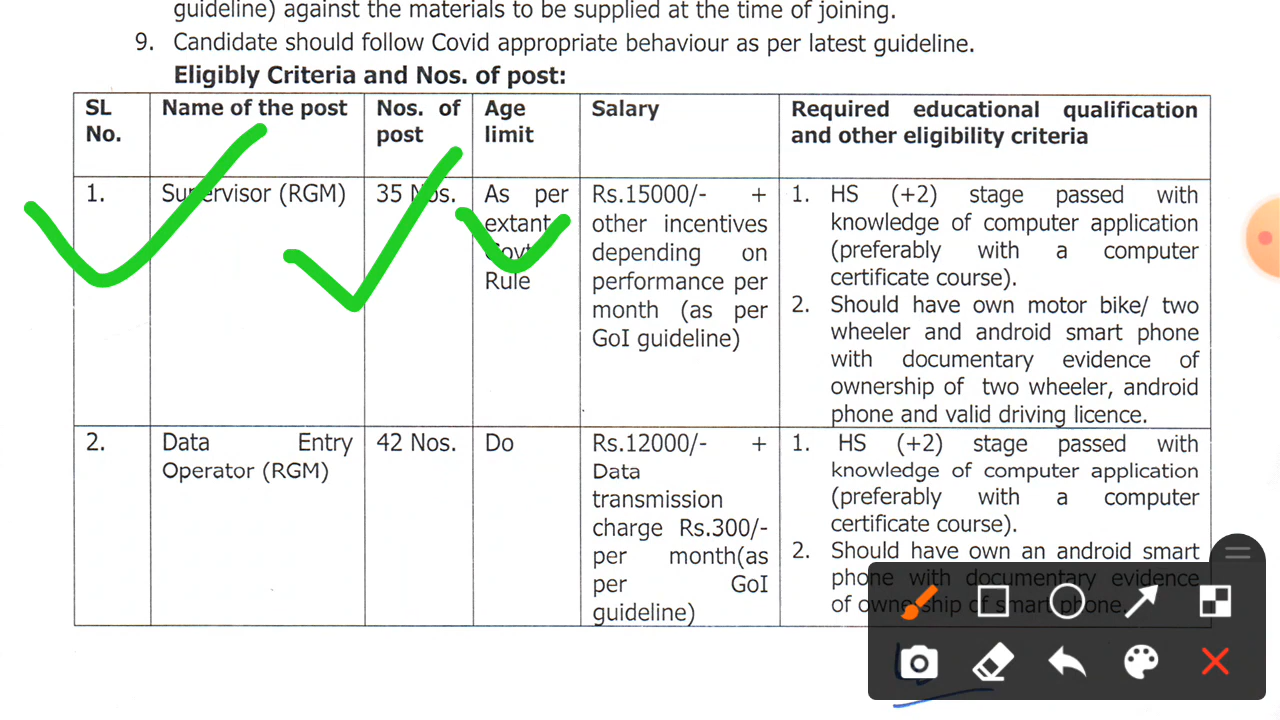 guideline) against the materials to be supplied at the time of joining.
9. Candidate should follow Covid appropriate behaviour as per latest guideline.
Eligibly Criteria and Nos. of post:
SL No.
Name of the post
Nos. of post
Age limit
Salary
Required educational qualification
and other eligibility criteria
1.
Supervisor (RGM)
35 Nos.
As per
extant
Govt
Rule
Rs.15000/- +
other incentives
depending on
performance per
month (as per
GoI guideline)
1. HS (+2) stage passed with
knowledge of computer application
(preferably with a computer
certificate course).
2. Should have own motor bike/ two
wheeler and android smart phone
with documentary evidence of
ownership of two wheeler, android
phone and valid driving licence.
2.
Data Entry
Operator (RGM)
42 Nos.
Do
Rs.12000/- +
Data
transmission
charge Rs.300/-
per month(as
per GoI
guideline)
1. HS (+2) stage passed with
knowledge of computer application
(preferably with a computer
certificate course).
2. Should have own an android smart
phone with documentary evidence
of ownership of smart phone.